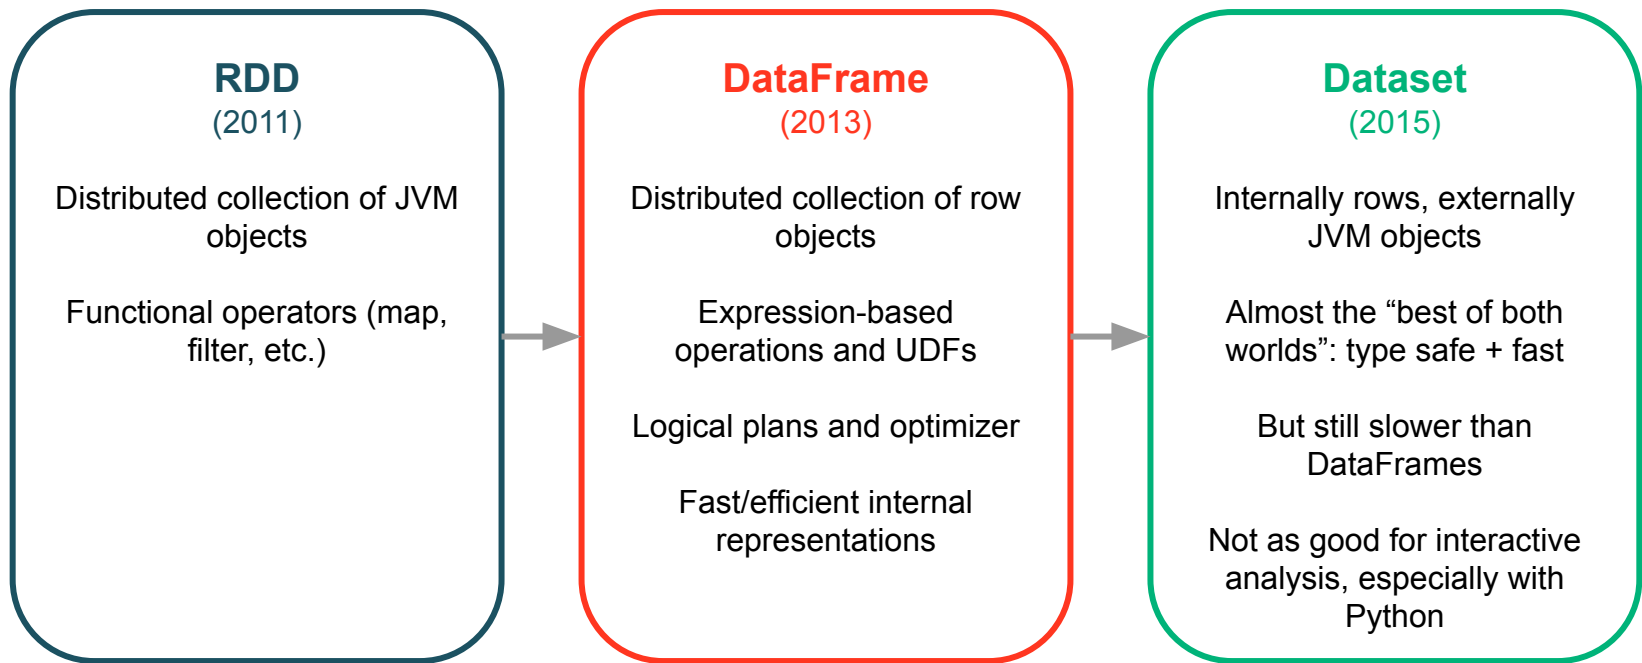 RDD
(2011)
Distributed collection of JVM
objects
Functional operators (map,
filter, etc.)
DataFrame
(2013)
Distributed collection of row
objects
Expression-based
operations and UDFs
Logical plans and optimizer
Fast/efficient internal
representations
Dataset
(2015)
Internally rows, externally
JVM objects
Almost the “best of both
worlds”: type safe + fast
But still slower than
DataFrames
Not as good for interactive
analysis, especially with
Python